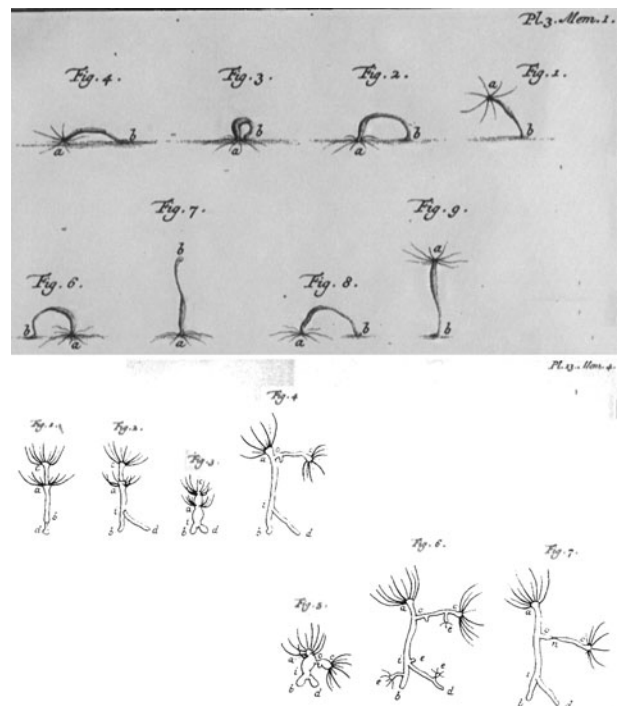 Pl.3. Mem.1.
Fig. 4. Fig. 3. Fig. 2. Fig. 1.
a b a b a b a b
Fig. 7. Fig. 9.
b a
Fig. 6. Fig. 8.
b a a a b b
Pl.13. Mem.4.
Fig. 4
Fig. 1. Fig. 2. Fig. 3
c c c a c i
a a a
b i i i
d b d b d b d
Fig. 6. Fig. 7.
Fig. 5
a c c a c
a c n c
i e i e
b d e b d b d